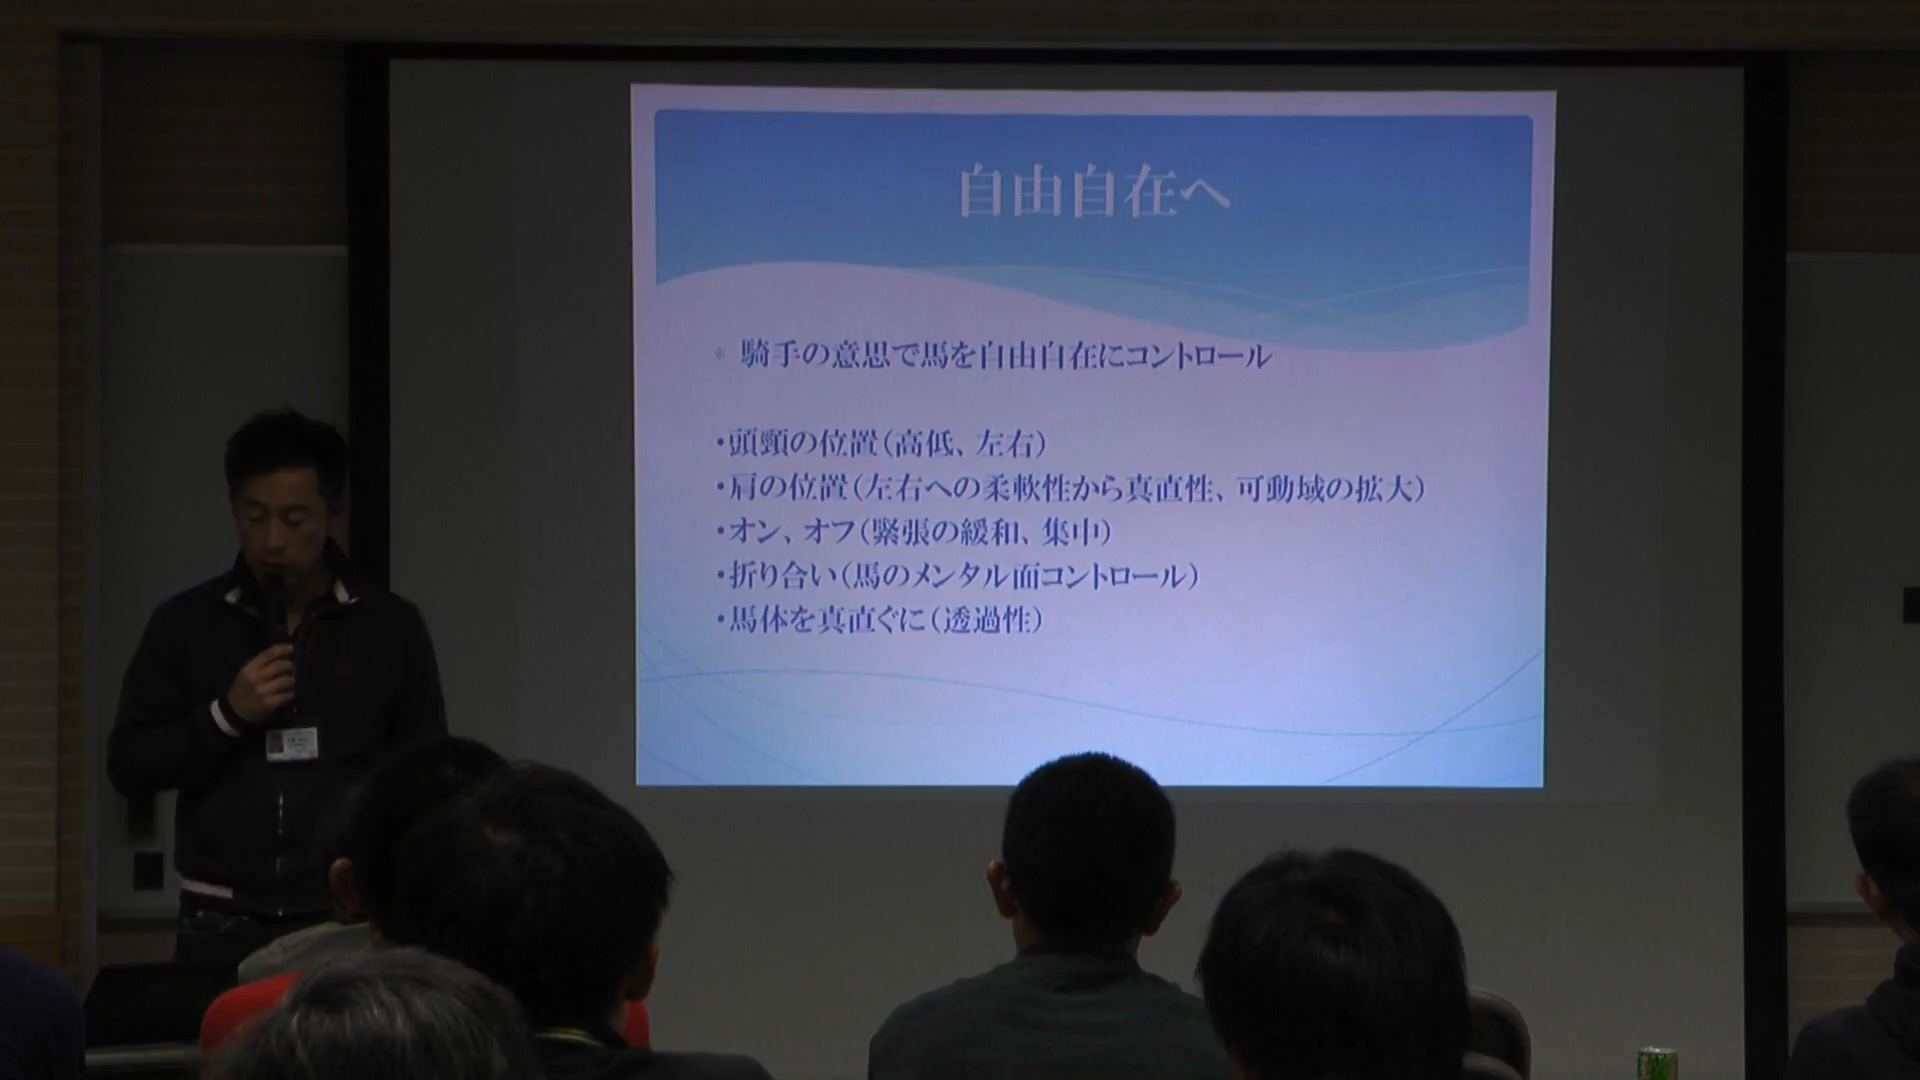 自由自在へ
* 騎手の意思で馬を自由自在にコントロール
・頭頸の位置（高低、左右）
・肩の位置（左右への柔軟性から真直性、可動域の拡大）
・オン、オフ（緊張の緩和、集中）
・折り合い（馬のメンタル面コントロール）
・馬体を真直ぐに（透過性）